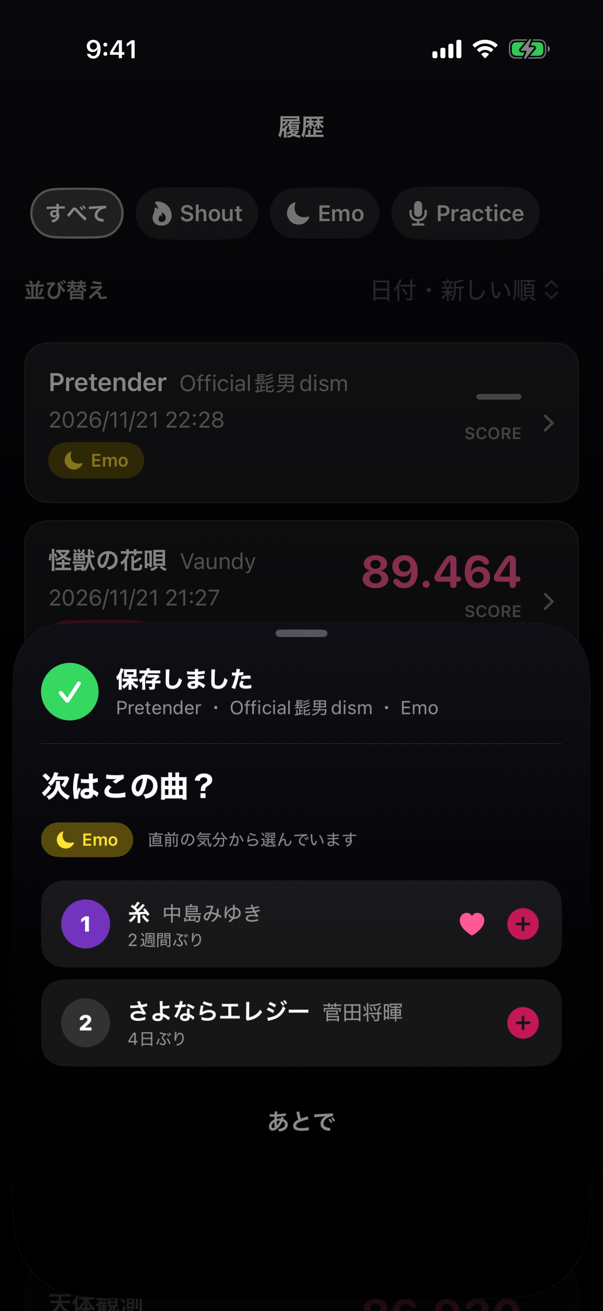 9:41
履歴
すべて Shout Emo Practice
並び替え 日付・新しい順
Pretender Official髭男dism
2026/11/21 22:28
SCORE
Emo
怪獣の花唄 Vaundy
89.464
2026/11/21 21:27
SCORE
保存しました
Pretender ・ Official髭男dism ・ Emo
次はこの曲？
Emo 直前の気分から選んでいます
1 糸 中島みゆき
2週間ぶり
2 さよならエレジー 菅田将暉
4日ぶり
あとで
天体観測